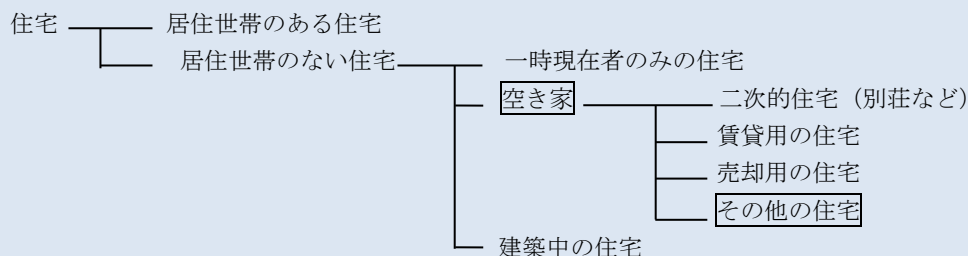 住宅 居住世帯のある住宅
居住世帯のない住宅 一時現在者のみの住宅
空き家 二次的住宅（別荘など）
賃貸用の住宅
売却用の住宅
その他の住宅
建築中の住宅